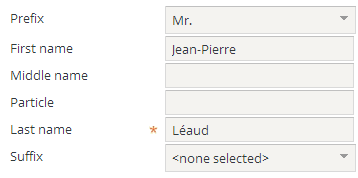 Prefix Mr.
First name Jean-Pierre
Middle name
Particle
Last name * Léaud
Suffix <none selected>